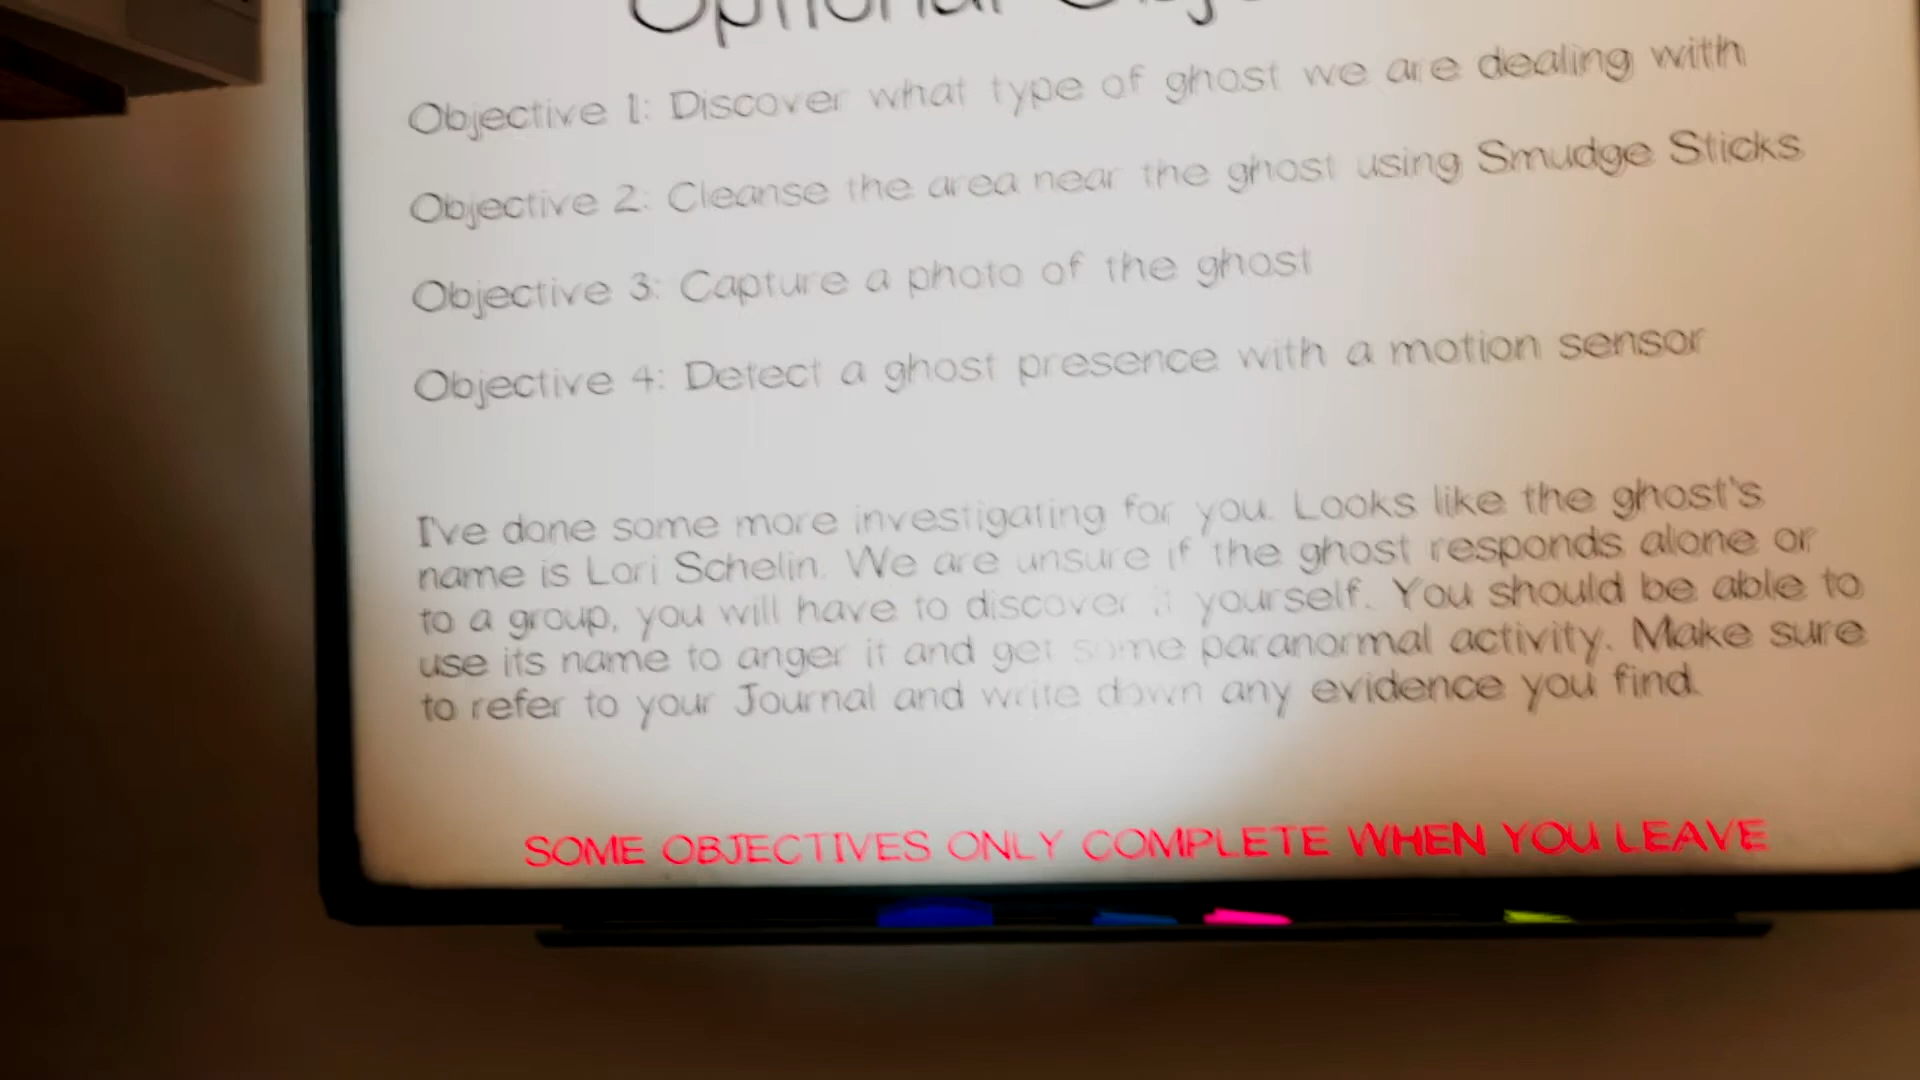 Optional Obje
Objective 1: Discover what type of ghost we are dealing with
Objective 2: Cleanse the area near the ghost using Smudge Sticks
Objective 3: Capture a photo of the ghost
Objective 4: Detect a ghost presence with a motion sensor
I've done some more investigating for you. Looks like the ghost's
name is Lori Schelin. We are unsure if the ghost responds alone or
to a group, you will have to discover it yourself. You should be able to
use its name to anger it and get some paranormal activity. Make sure
to refer to your Journal and write down any evidence you find.
SOME OBJECTIVES ONLY COMPLETE WHEN YOU LEAVE